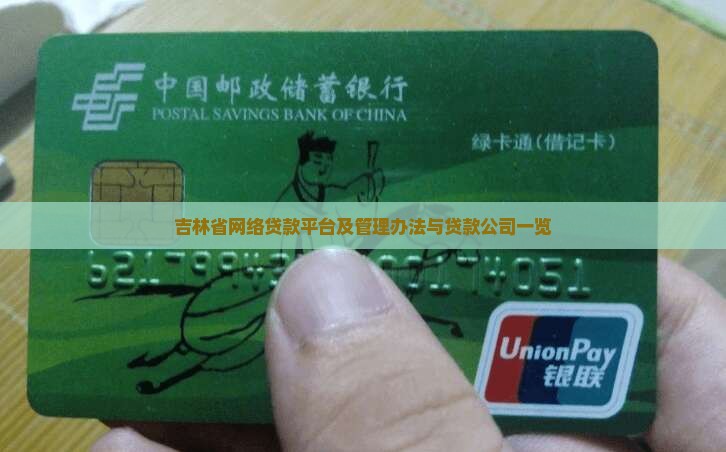 中国邮政储蓄银行
POSTAL SAVINGS BANK OF CHINA
绿卡通(借记卡)
吉林省网络贷款平台及管理办法与贷款公司一览
UnionPay
银联